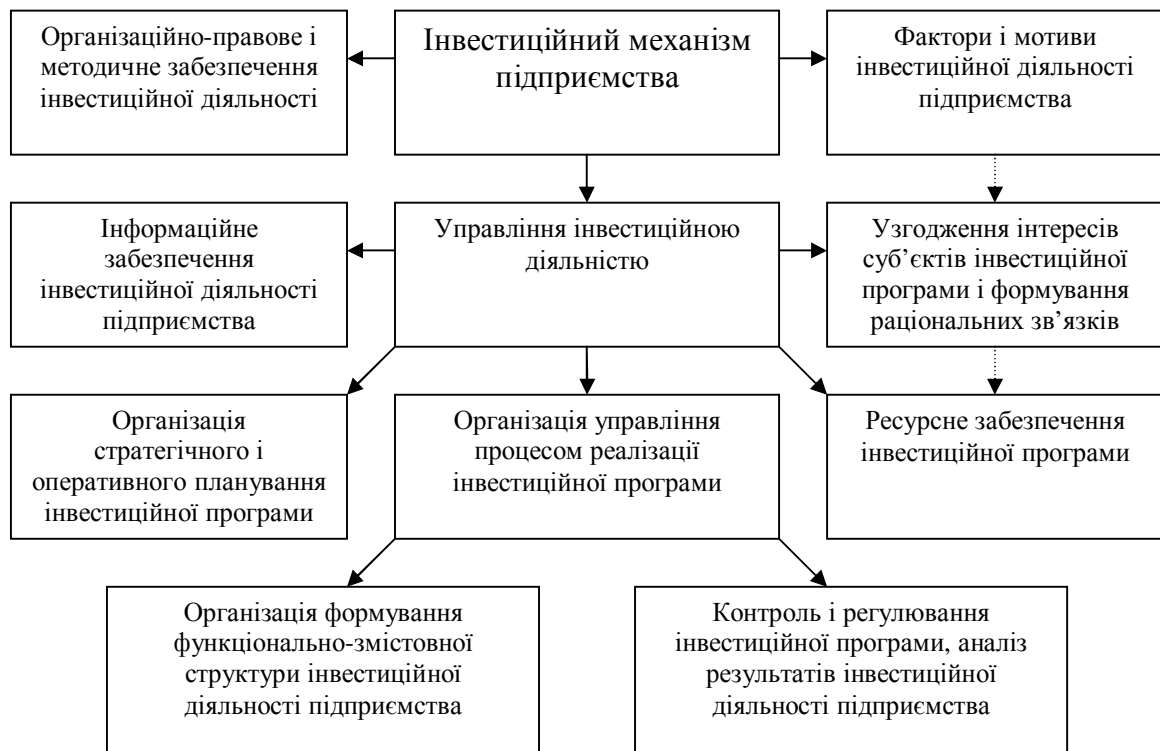 Організаційно-правове і
методичне забезпечення
інвестиційної діяльності
Інвестиційний механізм
підприємства
Фактори і мотиви
інвестиційної діяльності
підприємства
Інформаційне
забезпечення
інвестиційної діяльності
підприємства
Управління інвестиційною
діяльністю
Узгодження інтересів
суб’єктів інвестиційної
програми і формування
раціональних зв’язків
Організація
стратегічного і
оперативного планування
інвестиційної програми
Організація управління
процесом реалізації
інвестиційної програми
Ресурсне забезпечення
інвестиційної програми
Організація формування
функціонально-змістовної
структури інвестиційної
діяльності підприємства
Контроль і регулювання
інвестиційної програми, аналіз
результатів інвестиційної
діяльності підприємства